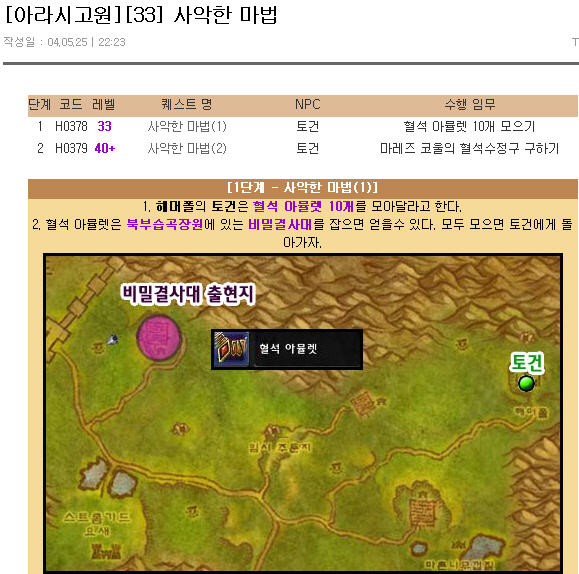 [아라시고원][33] 사악한 마법
작성일 : 04,05,25 | 22:23
T
단계 코드 레벨 퀘스트 명 NPC 수행 임무
1 H0378 33 사악한 마법(1) 토건 혈석 아뮬렛 10개 모으기
2 H0379 40+ 사악한 마법(2) 토건 마레즈 코울의 혈석수정구 구하기
[1단계 - 사악한 마법(1)]
1. 해머폴의 토건은 혈석 아뮬렛 10개를 모아달라고 한다.
2. 혈석 아뮬렛은 북부습곡장원에 있는 비밀결사대를 잡으면 얻을수 있다. 모두 모으면 토건에게 돌
아가자.
비밀결사대 출현지
혈석 아뮬렛
토건
해머폴
임시 주둔지
스트롬가드
요새